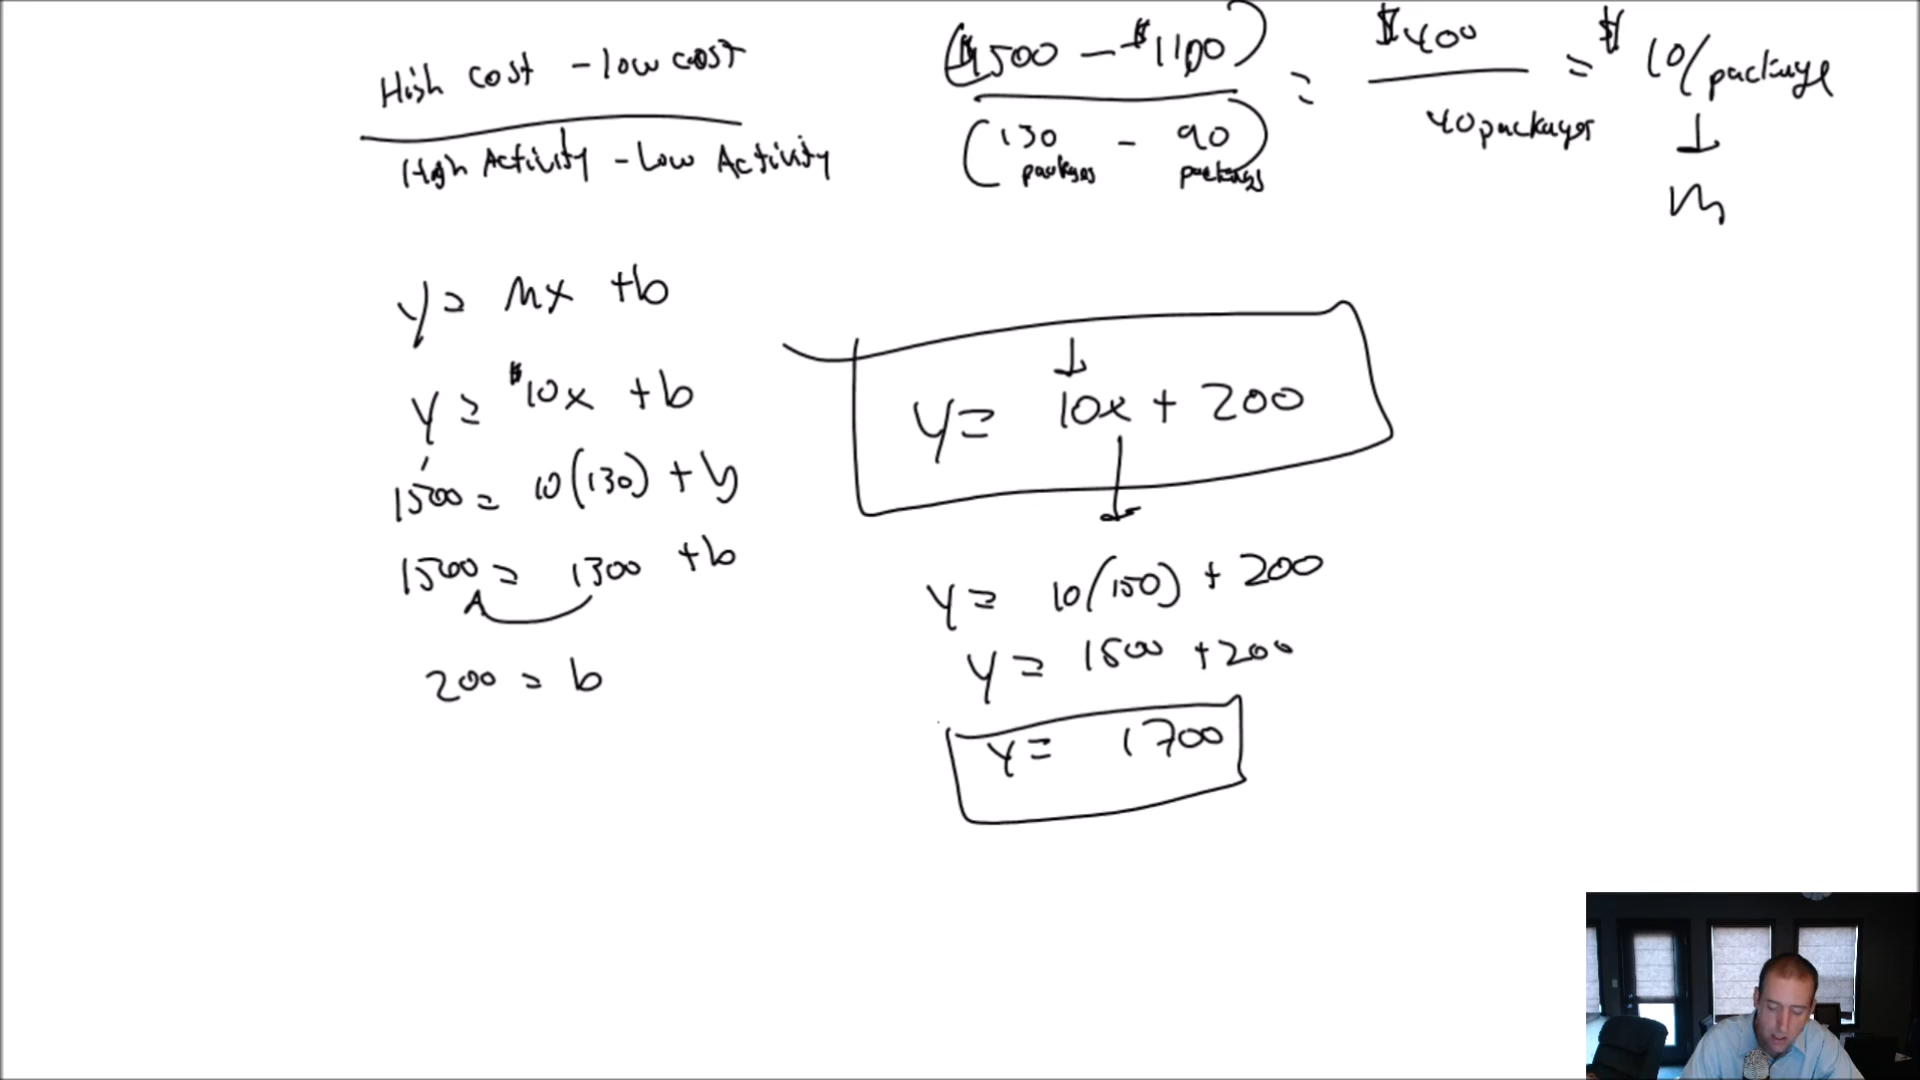 High cost - low cost
High Activity - Low Activity
($1500 - $1100)
(130 packages - 90 packages)
=
$400
40 packages
= $10/package
m
y = mx + b
y = $10x + b
1500 = 10(130) + b
1500 = 1300 + b
200 = b
y = 10x + 200
y = 10(150) + 200
y = 1500 + 200
y = 1700